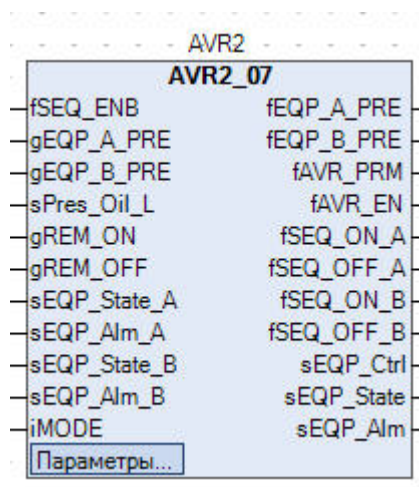 AVR2
AVR2_07
fSEQ_ENB fEQP_A_PRE
gEQP_A_PRE fEQP_B_PRE
gEQP_B_PRE fAVR_PRM
sPres_Oil_L fAVR_EN
gREM_ON fSEQ_ON_A
gREM_OFF fSEQ_OFF_A
sEQP_State_A fSEQ_ON_B
sEQP_Alm_A fSEQ_OFF_B
sEQP_State_B sEQP_Ctrl
sEQP_Alm_B sEQP_State
iMODE sEQP_Alm
Параметры...